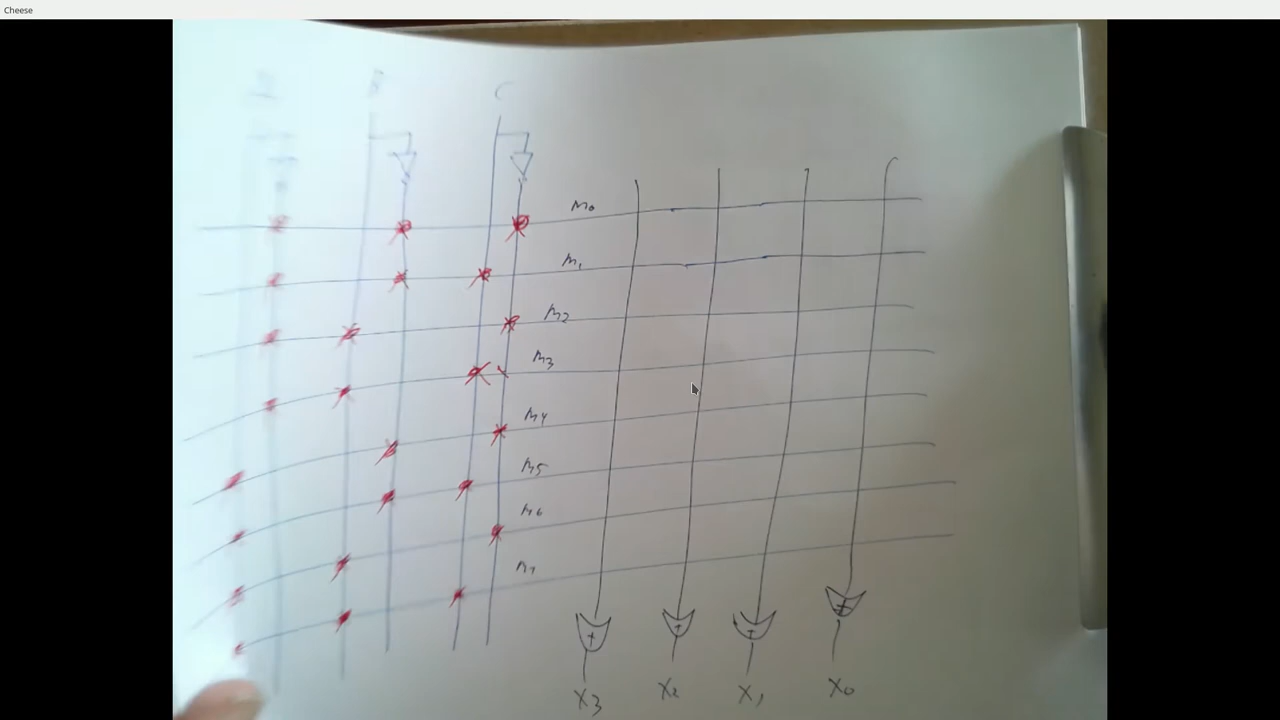 Cheese
B C
m0
m1
m2
m3
m4
m5
m6
m7
+ + + +
X3 X2 X1 X0